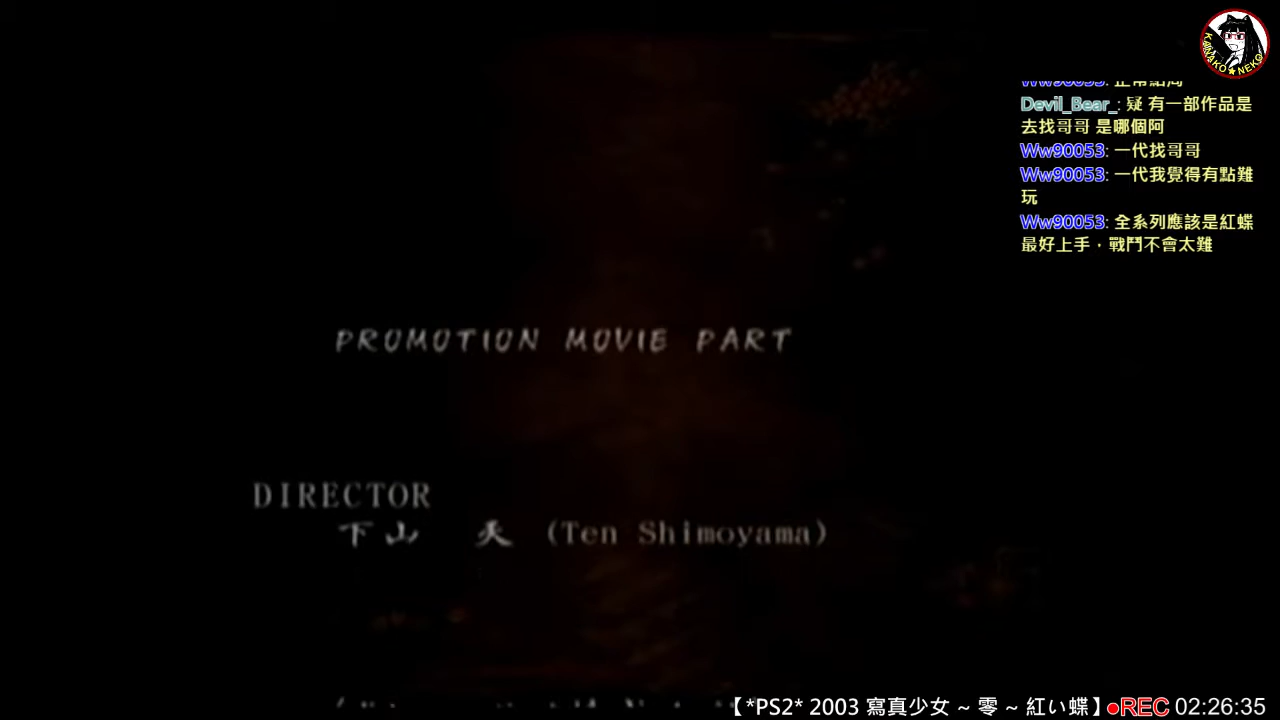 KANAKO★NEKO
Devil_Bear_: 疑 有一部作品是
去找哥哥 是哪個阿
Ww90053: 一代找哥哥
Ww90053: 一代我覺得有點難
玩
Ww90053: 全系列應該是紅蝶
最好上手，戰鬥不會太難
PROMOTION MOVIE PART
DIRECTOR
下山 天 (Ten Shimoyama)
【*PS2* 2003 寫真少女 ~ 零 ~ 紅い蝶】●REC 02:26:35